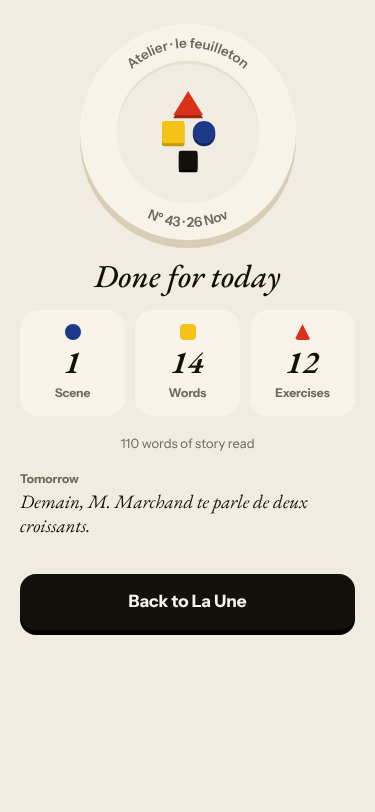 Atelier · le feuilleton
Nº 43 · 26 Nov
Done for today
1
Scene
14
Words
12
Exercises
110 words of story read
Tomorrow
Demain, M. Marchand te parle de deux
croissants.
Back to La Une